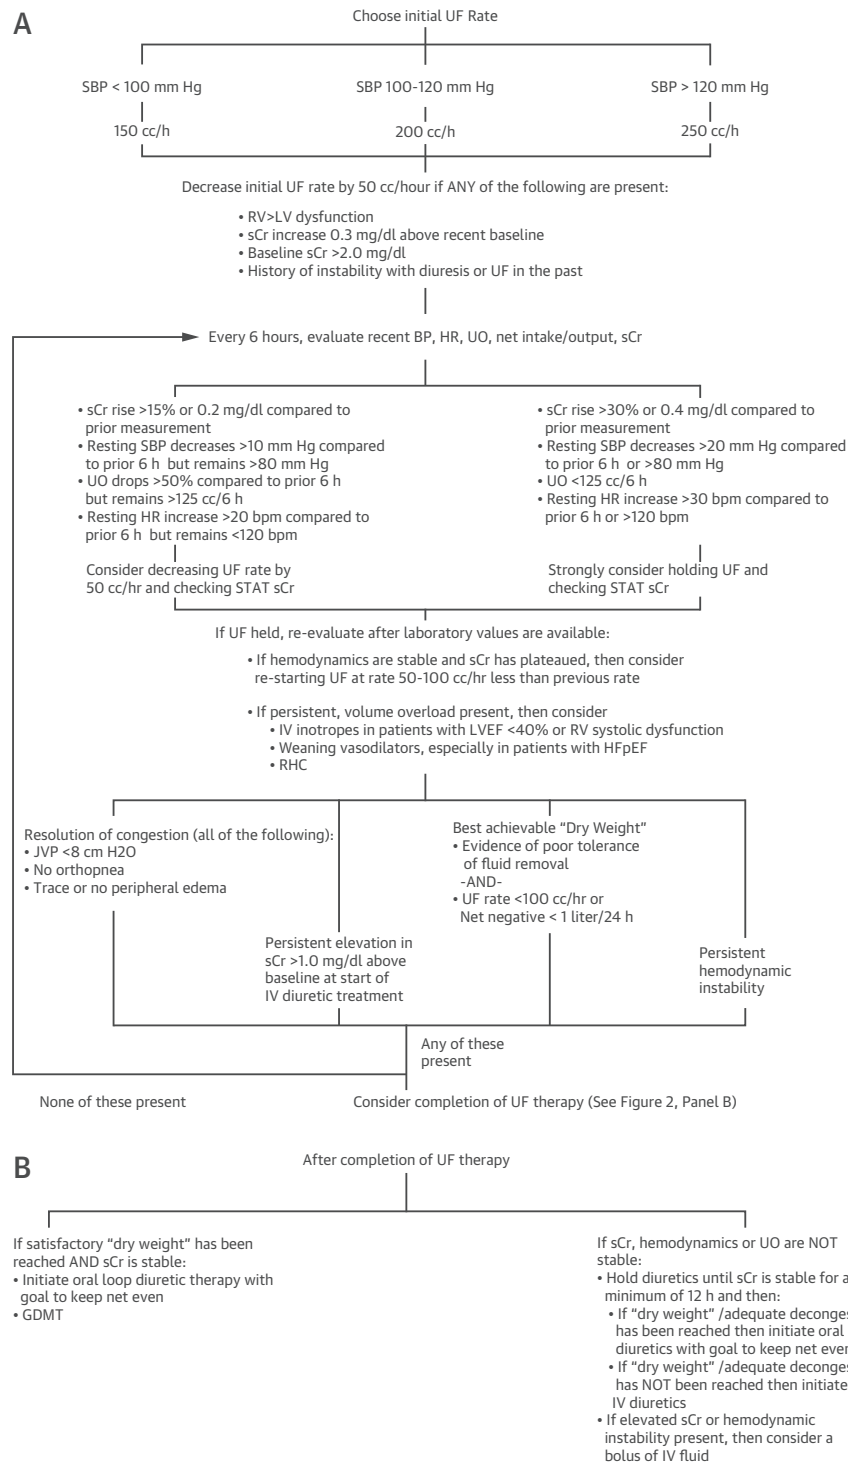 A
Choose initial UF Rate
SBP < 100 mm Hg
SBP 100-120 mm Hg
SBP > 120 mm Hg
150 cc/h
200 cc/h
250 cc/h
Decrease initial UF rate by 50 cc/hour if ANY of the following are present:
• RV>LV dysfunction
• sCr increase 0.3 mg/dl above recent baseline
• Baseline sCr >2.0 mg/dl
• History of instability with diuresis or UF in the past
Every 6 hours, evaluate recent BP, HR, UO, net intake/output, sCr
• sCr rise >15% or 0.2 mg/dl compared to
prior measurement
• Resting SBP decreases >10 mm Hg compared
to prior 6 h but remains >80 mm Hg
• UO drops >50% compared to prior 6 h
but remains >125 cc/6 h
• Resting HR increase >20 bpm compared to
prior 6 h but remains <120 bpm
Consider decreasing UF rate by
50 cc/hr and checking STAT sCr
• sCr rise >30% or 0.4 mg/dl compared to
prior measurement
• Resting SBP decreases >20 mm Hg compared
to prior 6 h or >80 mm Hg
• UO <125 cc/6 h
• Resting HR increase >30 bpm compared to
prior 6 h or >120 bpm
Strongly consider holding UF and
checking STAT sCr
If UF held, re-evaluate after laboratory values are available:
• If hemodynamics are stable and sCr has plateaued, then consider
re-starting UF at rate 50-100 cc/hr less than previous rate
• If persistent, volume overload present, then consider
• IV inotropes in patients with LVEF <40% or RV systolic dysfunction
• Weaning vasodilators, especially in patients with HFpEF
• RHC
Resolution of congestion (all of the following):
• JVP <8 cm H2O
• No orthopnea
• Trace or no peripheral edema
Persistent elevation in
sCr >1.0 mg/dl above
baseline at start of
IV diuretic treatment
Best achievable “Dry Weight”
• Evidence of poor tolerance
of fluid removal
-AND-
• UF rate <100 cc/hr or
Net negative < 1 liter/24 h
Persistent
hemodynamic
instability
Any of these
present
None of these present
Consider completion of UF therapy (See Figure 2, Panel B)
B
After completion of UF therapy
If satisfactory “dry weight” has been
reached AND sCr is stable:
• Initiate oral loop diuretic therapy with
goal to keep net even
• GDMT
If sCr, hemodynamics or UO are NOT
stable:
• Hold diuretics until sCr is stable for a
minimum of 12 h and then:
• If “dry weight” /adequate deconges
has been reached then initiate oral
diuretics with goal to keep net even
• If “dry weight” /adequate deconges
has NOT been reached then initiate
IV diuretics
• If elevated sCr or hemodynamic
instability present, then consider a
bolus of IV fluid